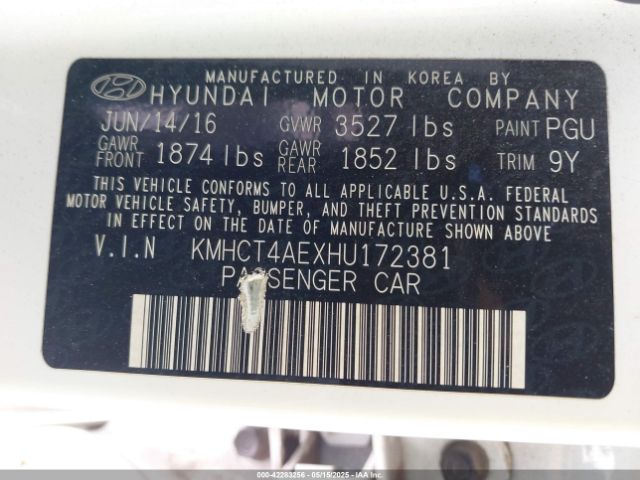 MANUFACTURED IN KOREA BY
HYUNDAI MOTOR COMPANY
JUN/14/16 GVWR 3527 lbs PAINT PGU
GAWR FRONT 1874 lbs GAWR REAR 1852 lbs TRIM 9Y
THIS VEHICLE CONFORMS TO ALL APPLICABLE U.S.A. FEDERAL
MOTOR VEHICLE SAFETY, BUMPER, AND THEFT PREVENTION STANDARDS
IN EFFECT ON THE DATE OF MANUFACTURE SHOWN ABOVE
V.I.N KMHCT4AEXHU172381
PASSENGER CAR
000-42283256 - 05/15/2025 - IAAI.COM